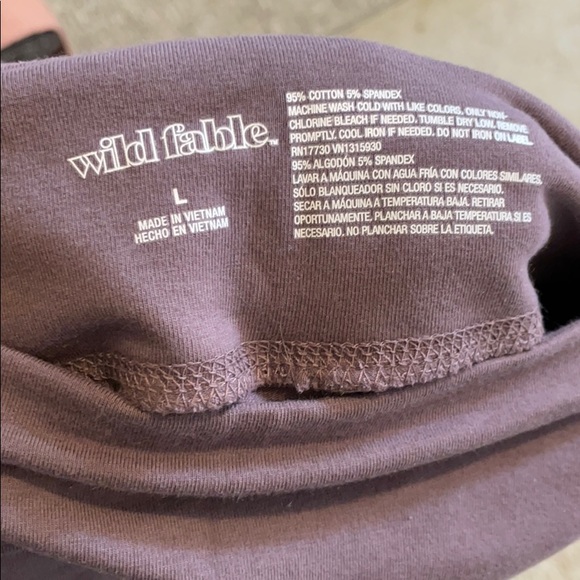 wild fable™
L
MADE IN VIETNAM
HECHO EN VIETNAM
95% COTTON 5% SPANDEX
MACHINE WASH COLD WITH LIKE COLORS. ONLY NON-
CHLORINE BLEACH IF NEEDED. TUMBLE DRY LOW. REMOVE
PROMPTLY. COOL IRON IF NEEDED. DO NOT IRON ON LABEL.
RN17730 VN1315930
95% ALGODÓN 5% SPANDEX
LAVAR A MÁQUINA CON AGUA FRÍA CON COLORES SIMILARES.
SÓLO BLANQUEADOR SIN CLORO SI ES NECESARIO.
SECAR A MÁQUINA A TEMPERATURA BAJA. RETIRAR
OPORTUNAMENTE. PLANCHAR A BAJA TEMPERATURA,SI ES
NECESARIO. NO PLANCHAR SOBRE LA ETIQUETA.